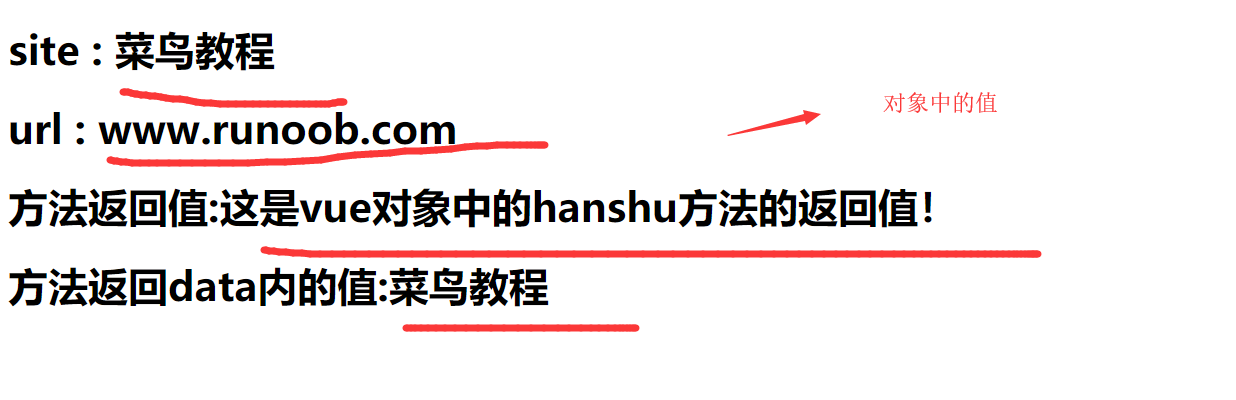 site : 菜鸟教程
对象中的值
url : www.runoob.com
方法返回值:这是vue对象中的hanshu方法的返回值!
方法返回data内的值:菜鸟教程